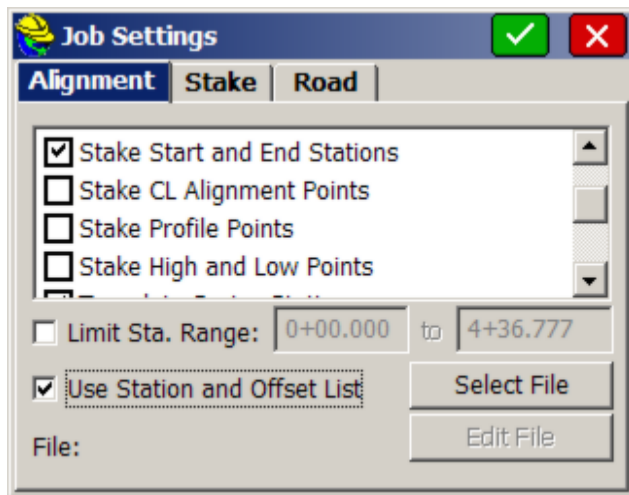 Job Settings
Alignment Stake Road
Stake Start and End Stations
Stake CL Alignment Points
Stake Profile Points
Stake High and Low Points
Limit Sta. Range: 0+00.000 to 4+36.777
Use Station and Offset List Select File
File: Edit File